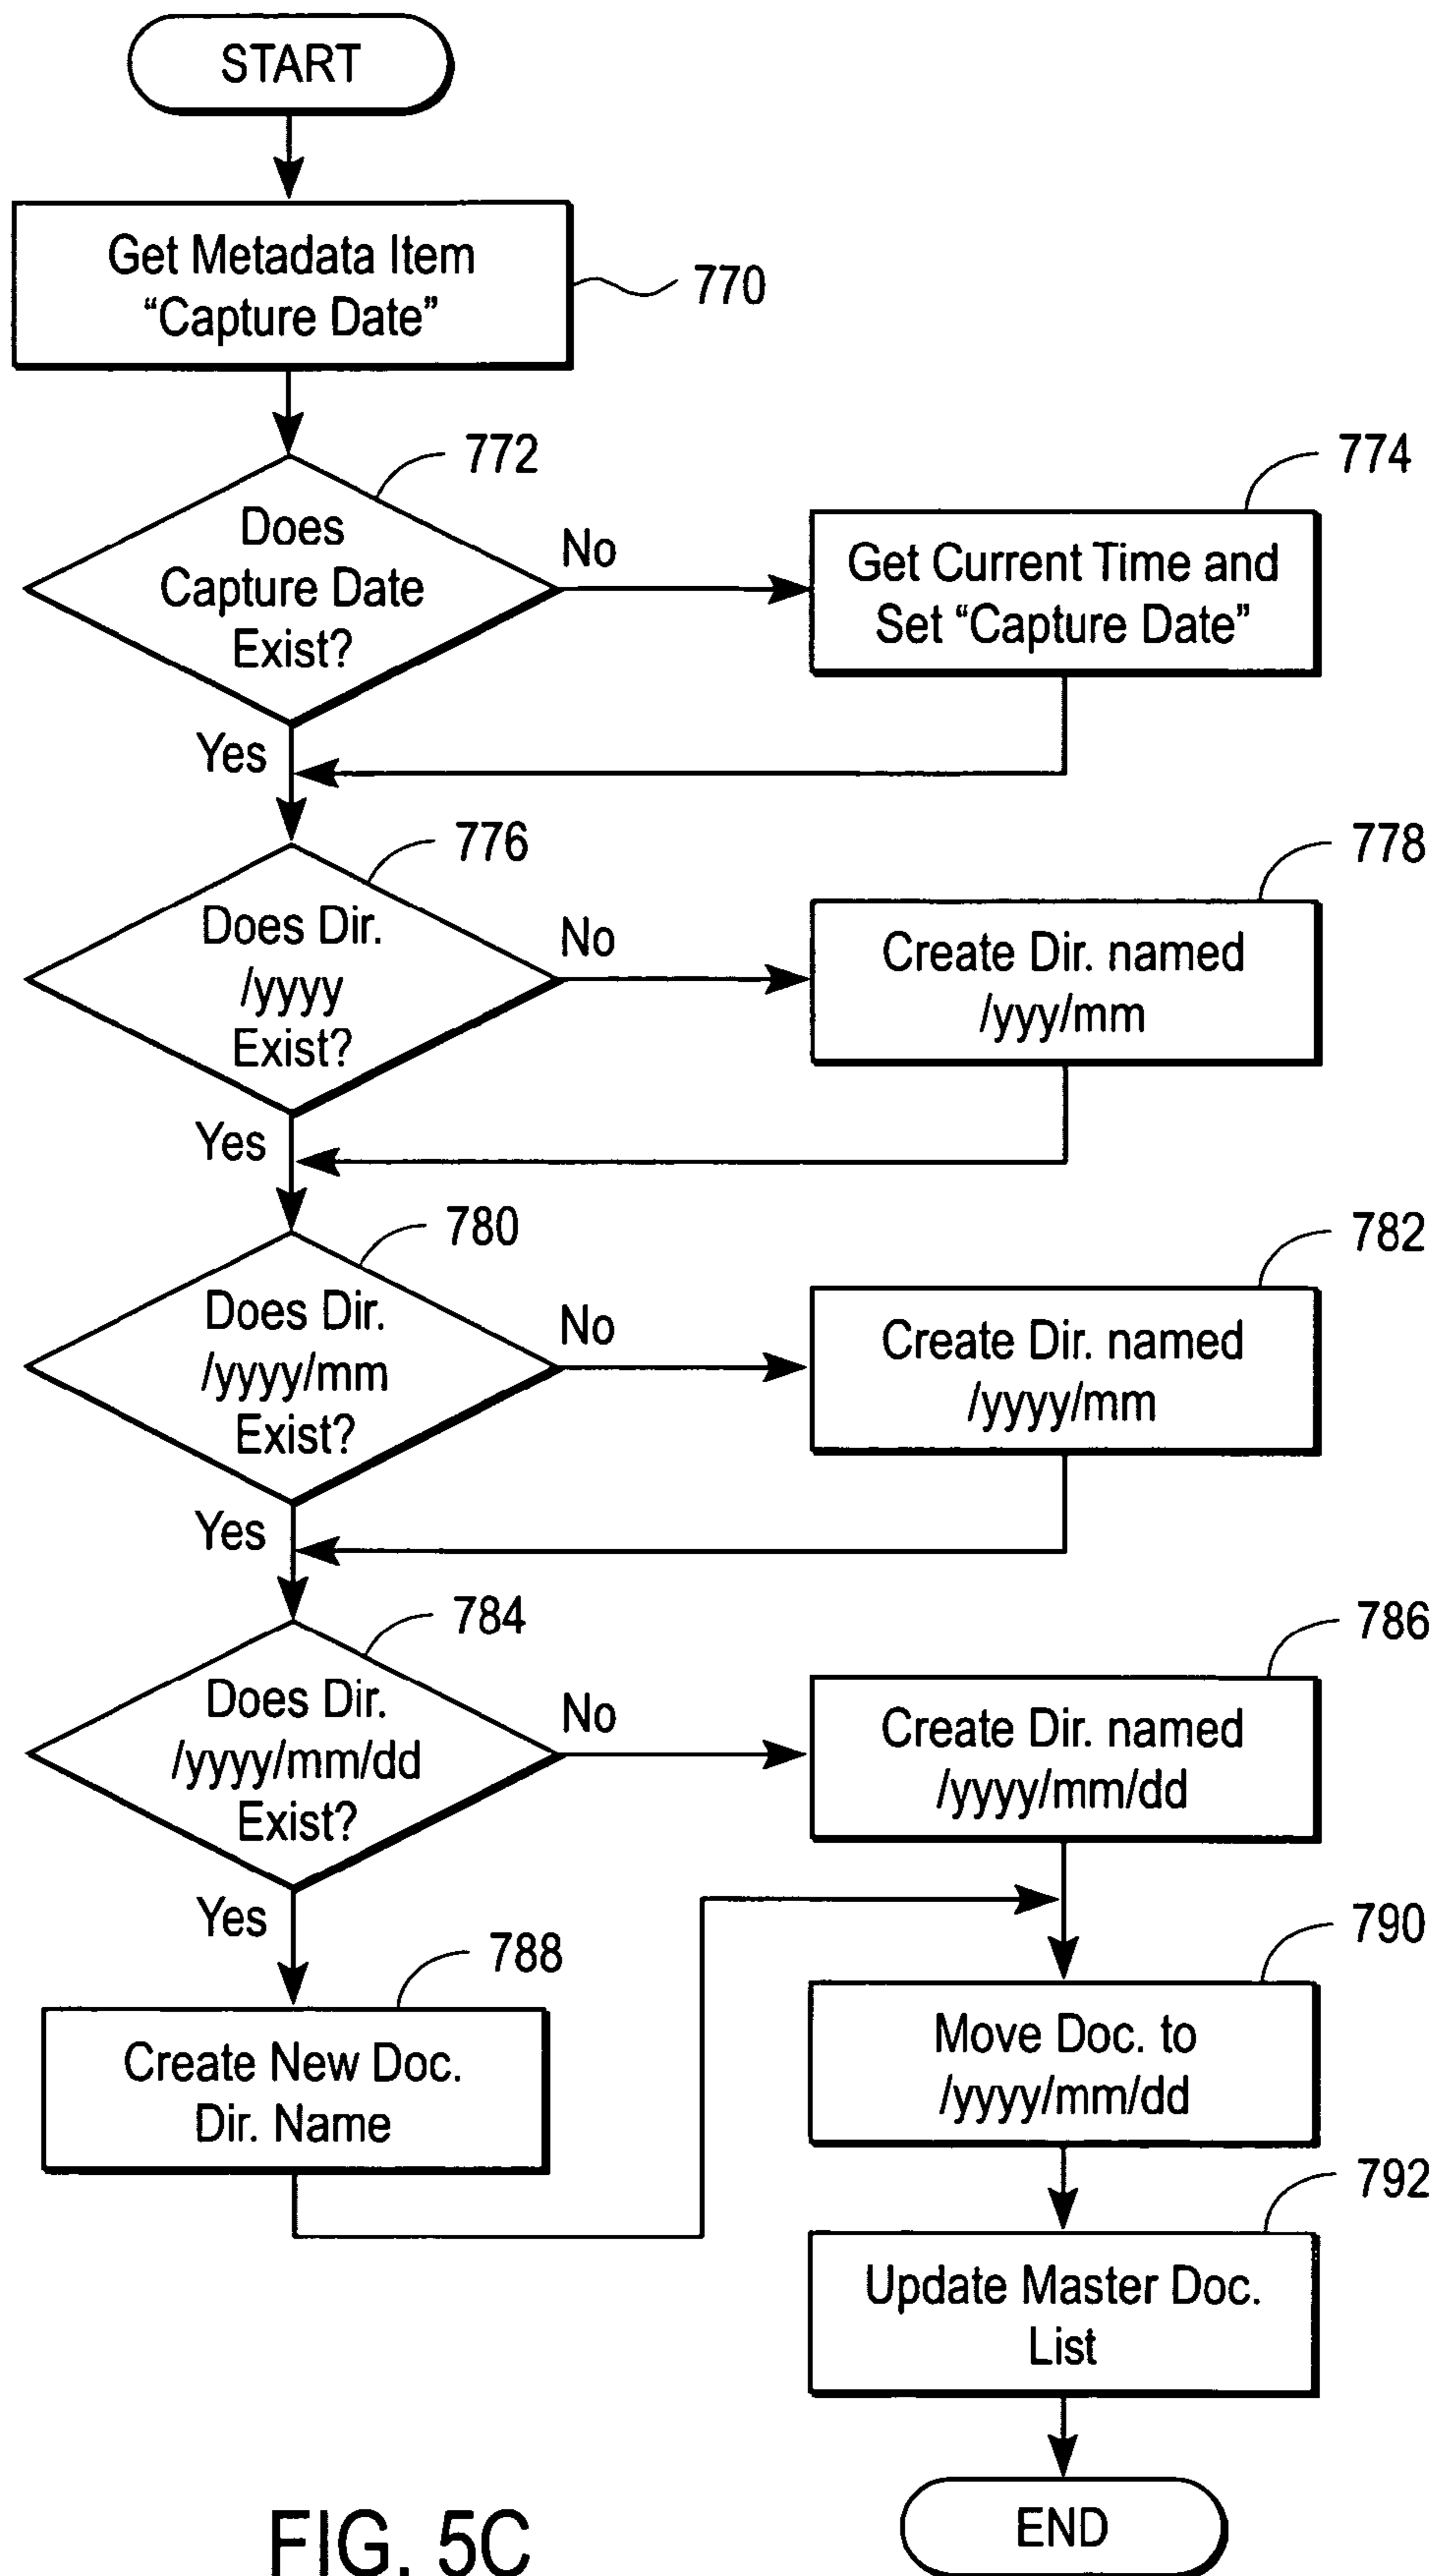 START
Get Metadata Item
“Capture Date”
770
772
Does
Capture Date
Exist?
No
774
Get Current Time and
Set “Capture Date”
Yes
776
Does Dir.
/yyyy
Exist?
No
778
Create Dir. named
/yyy/mm
Yes
780
Does Dir.
/yyyy/mm
Exist?
No
782
Create Dir. named
/yyyy/mm
Yes
784
Does Dir.
/yyyy/mm/dd
Exist?
No
786
Create Dir. named
/yyyy/mm/dd
Yes
788
Create New Doc.
Dir. Name
790
Move Doc. to
/yyyy/mm/dd
792
Update Master Doc.
List
END
FIG. 5C